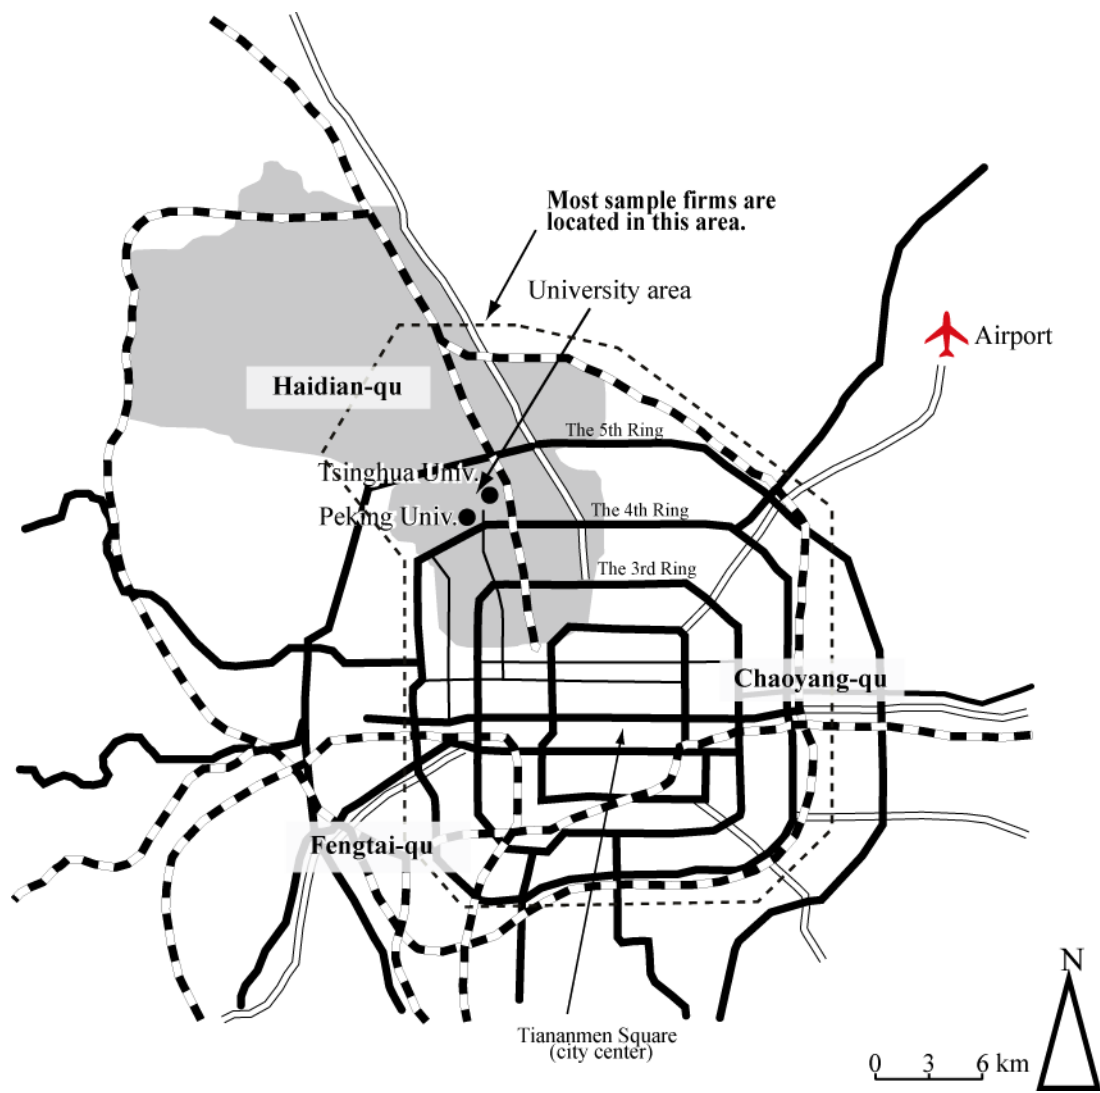 Most sample firms are
located in this area.
University area
Airport
Haidian-qu
The 5th Ring
Tsinghua Univ.
The 4th Ring
Peking Univ.
The 3rd Ring
Chaoyang-qu
Fengtai-qu
N
Tiananmen Square
(city center)
0 3 6 km